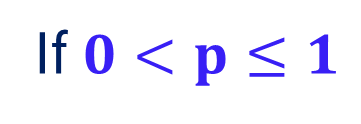 If 0 < p ≤ 1